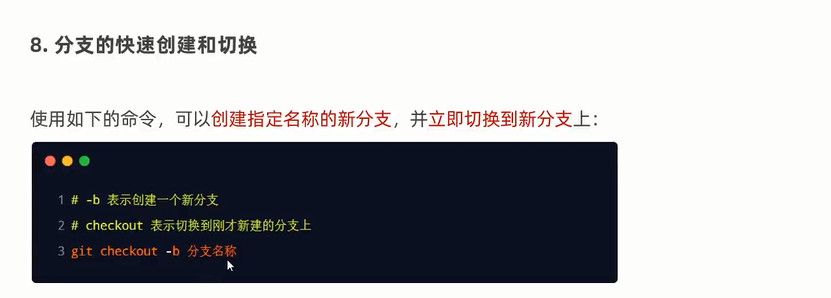 8. 分支的快速创建和切换
使用如下的命令，可以创建指定名称的新分支，并立即切换到新分支上：
1 # -b 表示创建一个新分支
2 # checkout 表示切换到刚才新建的分支上
3 git checkout -b 分支名称